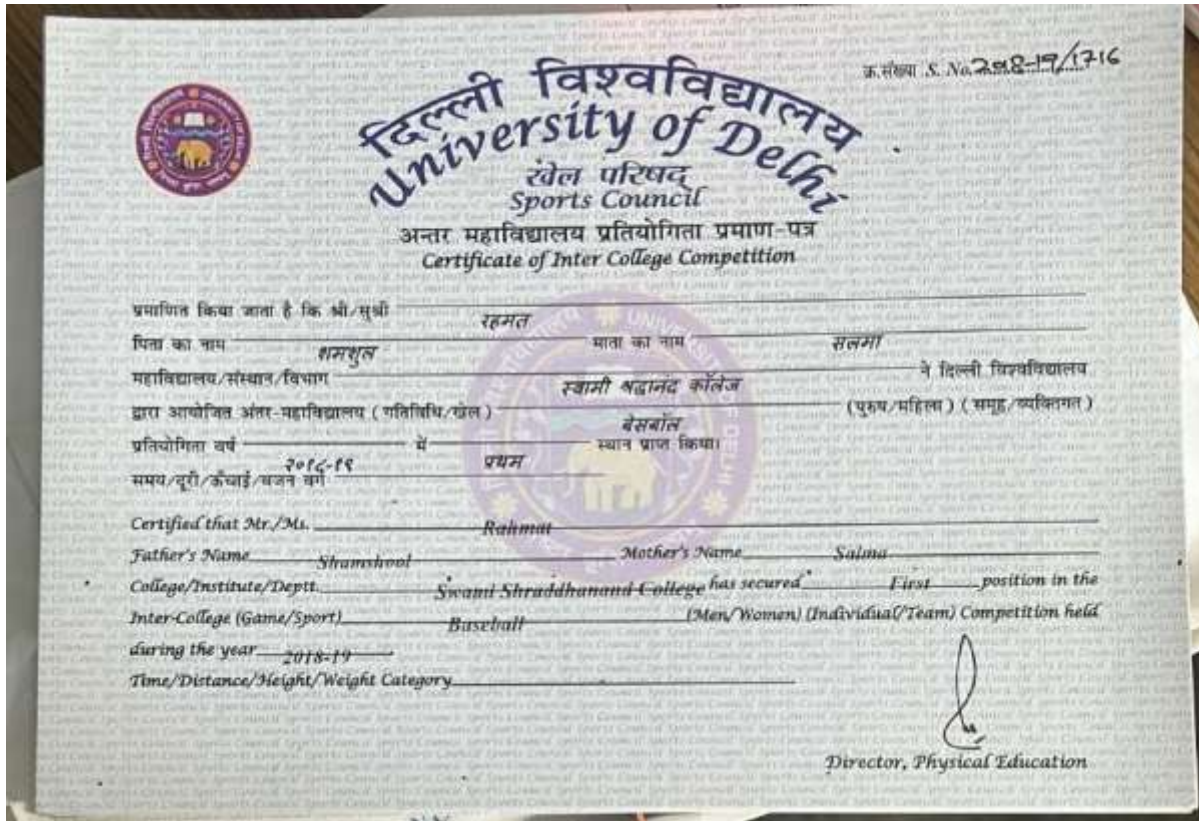 क्र.संख्या S. No. 2018-19/1716
दिल्ली विश्वविद्यालय
University of Delhi
खेल परिषद्
Sports Council
अन्तर महाविद्यालय प्रतियोगिता प्रमाण-पत्र
Certificate of Inter College Competition
प्रमाणित किया जाता है कि श्री/सुश्री रहमत
पिता का नाम शमशुल माता का नाम सलमा
महाविद्यालय/संस्थान/विभाग स्वामी श्रद्धानंद कॉलेज ने दिल्ली विश्वविद्यालय
द्वारा आयोजित अंतर-महाविद्यालय (गतिविधि/खेल) बेसबॉल (पुरुष/महिला) (समूह/व्यक्तिगत)
प्रतियोगिता वर्ष २०१८-१९ में प्रथम स्थान प्राप्त किया।
समय/दूरी/ऊँचाई/वजन वर्ग
Certified that Mr./Ms. Rahmat
Father's Name Shamshool Mother's Name Salma
College/Institute/Deptt. Swami Shraddhanand College has secured First position in the
Inter-College (Game/Sport) Baseball (Men/Women) (Individual/Team) Competition held
during the year 2018-19
Time/Distance/Height/Weight Category
Director, Physical Education